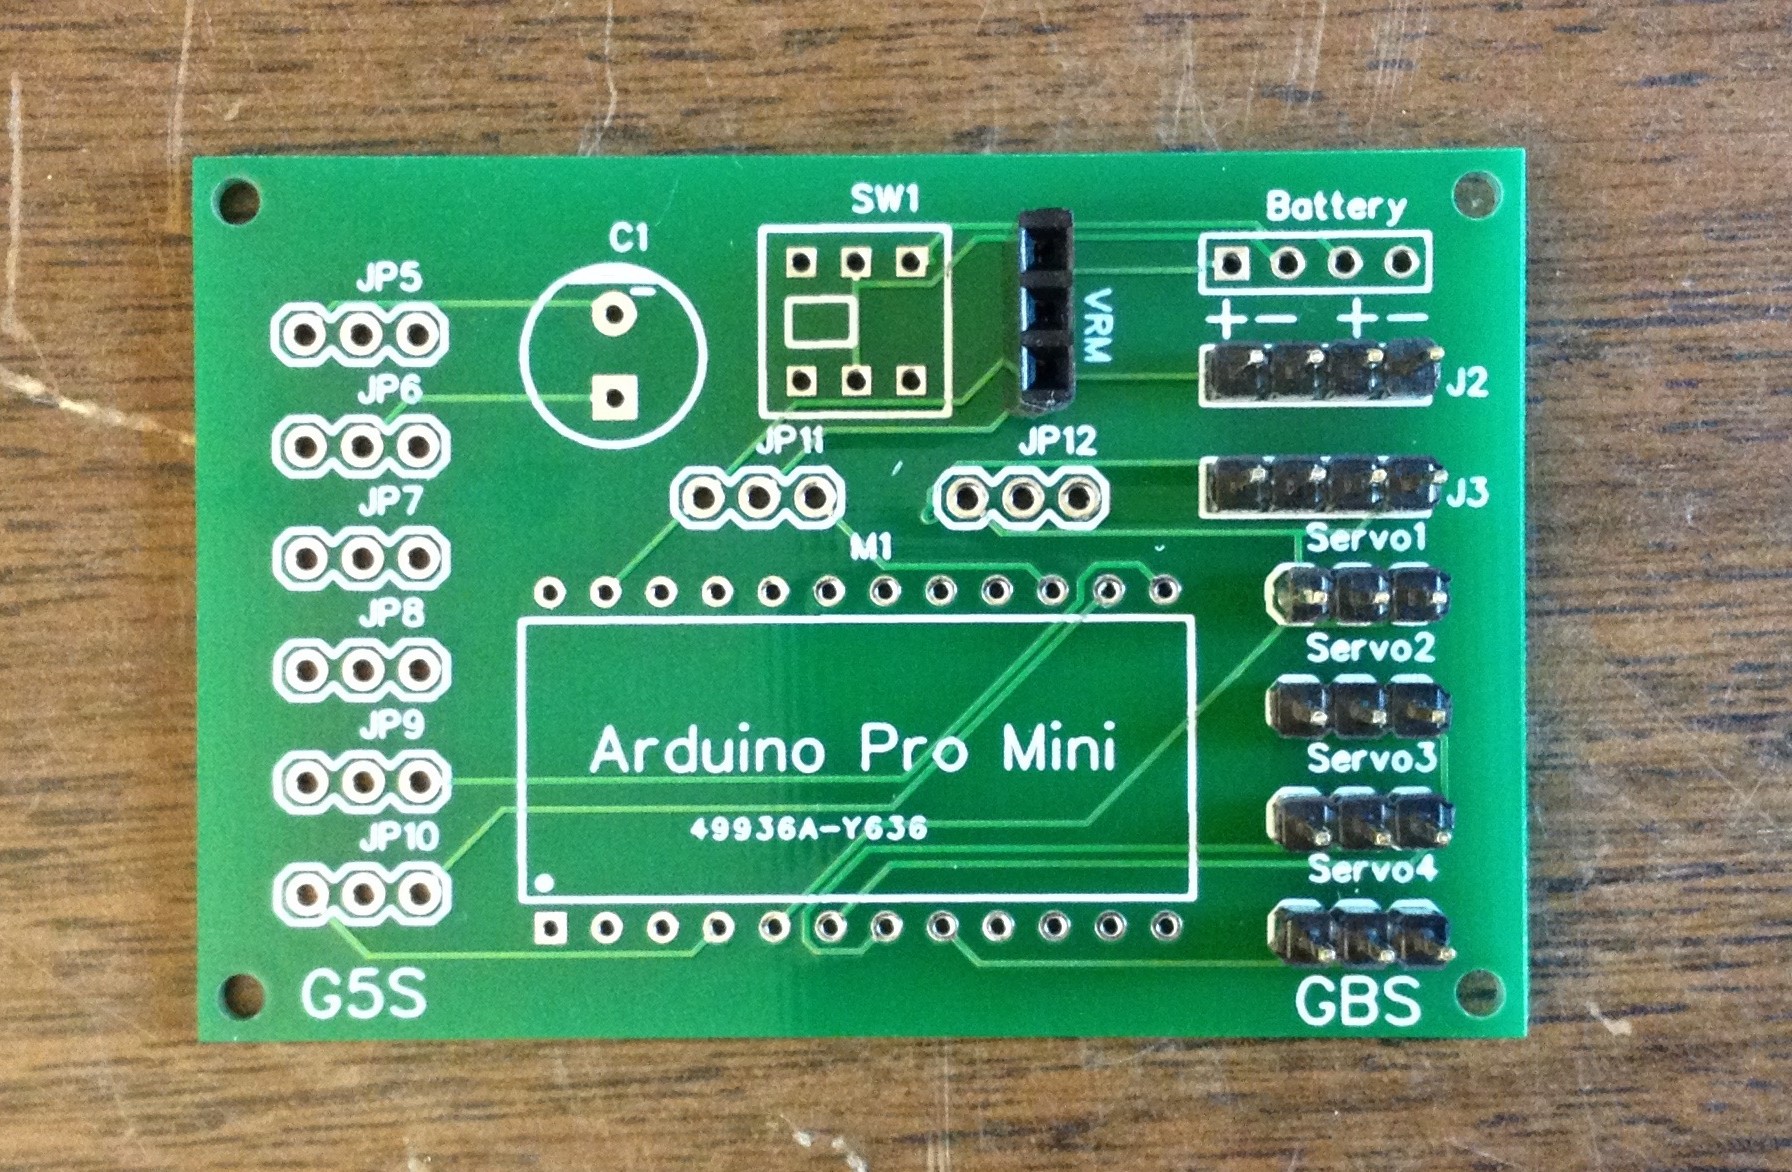 SW1
Battery
C1
JP5
+ - + -
VRM
JP6
J2
JP11
JP12
JP7
J3
Servo1
M1
JP8
Servo2
JP9
Arduino Pro Mini
Servo3
JP10
49936A-Y636
Servo4
G5S
GBS